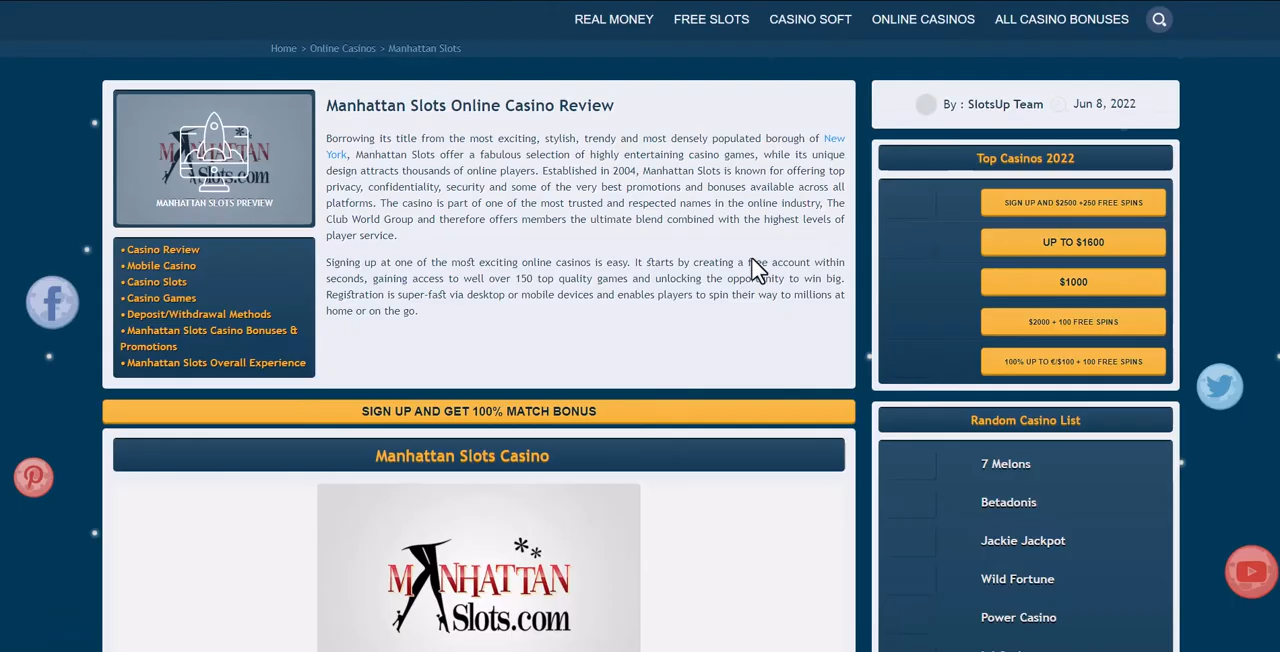 REAL MONEY FREE SLOTS CASINO SOFT ONLINE CASINOS ALL CASINO BONUSES
Home > Online Casinos > Manhattan Slots
MANHATTAN
Slots.com
MANHATTAN SLOTS PREVIEW
• Casino Review
• Mobile Casino
• Casino Slots
• Casino Games
• Deposit/Withdrawal Methods
• Manhattan Slots Casino Bonuses &
Promotions
• Manhattan Slots Overall Experience
Manhattan Slots Online Casino Review
Borrowing its title from the most exciting, stylish, trendy and most densely populated borough of New
York, Manhattan Slots offer a fabulous selection of highly entertaining casino games, while its unique
design attracts thousands of online players. Established in 2004, Manhattan Slots is known for offering top
privacy, confidentiality, security and some of the very best promotions and bonuses available across all
platforms. The casino is part of one of the most trusted and respected names in the online industry, The
Club World Group and therefore offers members the ultimate blend combined with the highest levels of
player service.
Signing up at one of the most exciting online casinos is easy. It starts by creating a free account within
seconds, gaining access to well over 150 top quality games and unlocking the opportunity to win big.
Registration is super-fast via desktop or mobile devices and enables players to spin their way to millions at
home or on the go.
SIGN UP AND GET 100% MATCH BONUS
Manhattan Slots Casino
MANHATTAN
Slots.com
By : SlotsUp Team Jun 8, 2022
Top Casinos 2022
SIGN UP AND $2500 +250 FREE SPINS
UP TO $1600
$1000
$2000 + 100 FREE SPINS
100% UP TO €/$100 + 100 FREE SPINS
Random Casino List
7 Melons
Betadonis
Jackie Jackpot
Wild Fortune
Power Casino